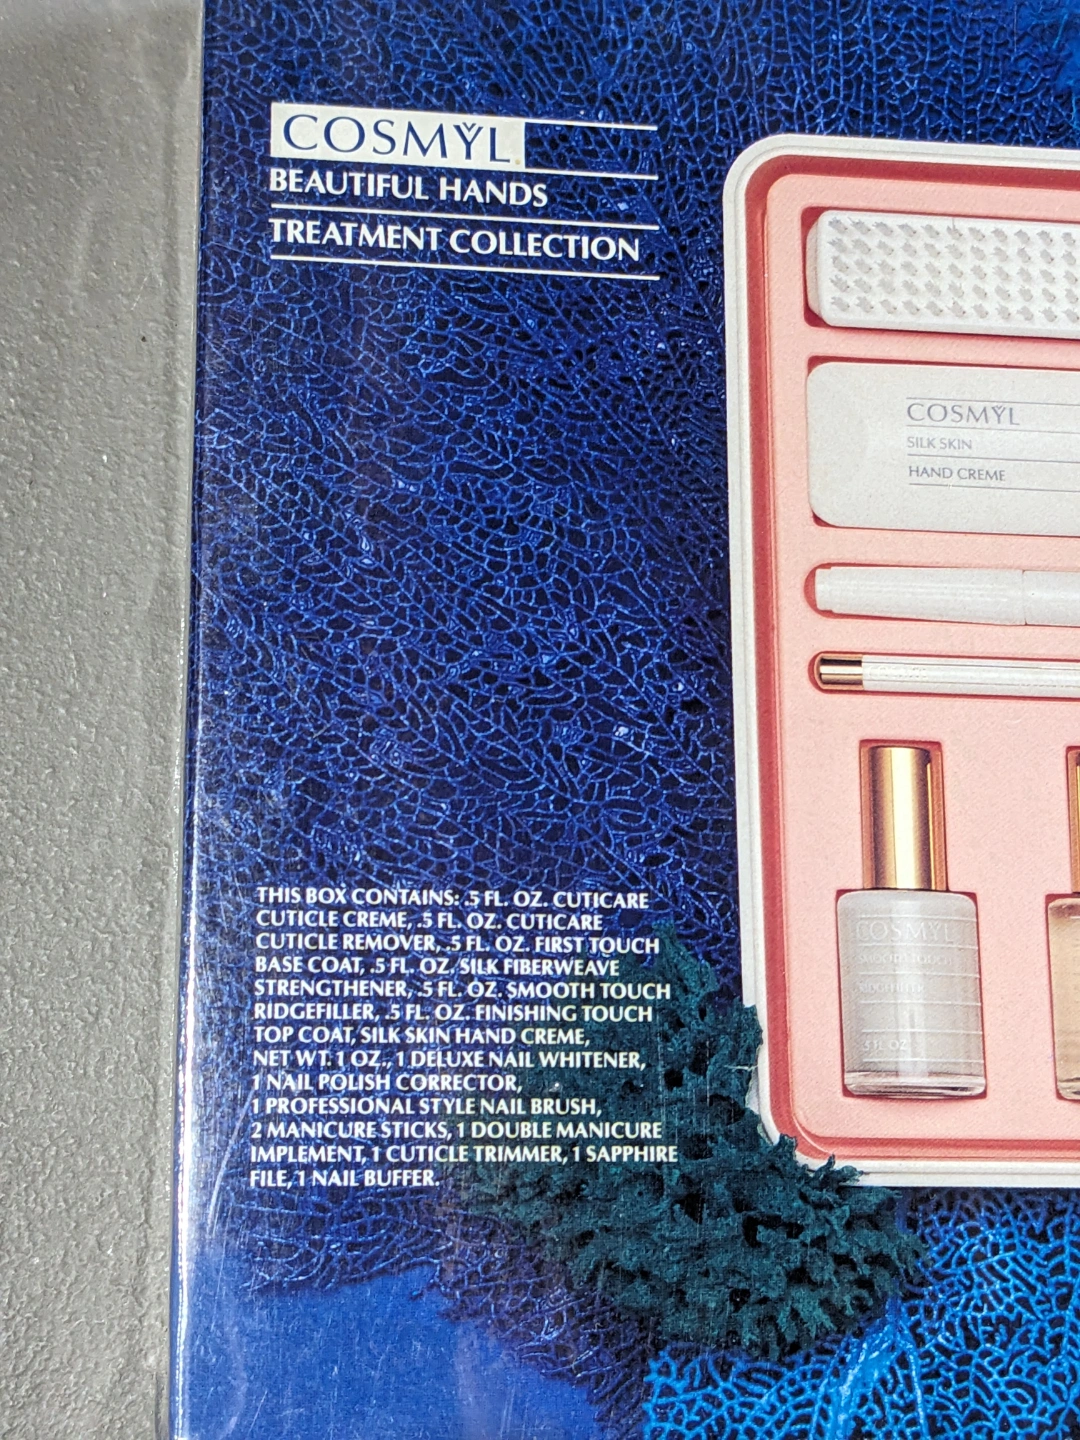 COSMYL
BEAUTIFUL HANDS
TREATMENT COLLECTION
COSMYL
SILK SKIN
HAND CREME
COSMYL
SMOOTH TOUCH
RIDGEFILLER
.5 FL. OZ.
THIS BOX CONTAINS: .5 FL. OZ. CUTICARE
CUTICLE CREME, .5 FL. OZ. CUTICARE
CUTICLE REMOVER, .5 FL. OZ. FIRST TOUCH
BASE COAT, .5 FL. OZ. SILK FIBERWEAVE
STRENGTHENER, .5 FL. OZ. SMOOTH TOUCH
RIDGEFILLER, .5 FL. OZ. FINISHING TOUCH
TOP COAT, SILK SKIN HAND CREME,
NET WT. 1 OZ., 1 DELUXE NAIL WHITENER,
1 NAIL POLISH CORRECTOR,
1 PROFESSIONAL STYLE NAIL BRUSH,
2 MANICURE STICKS, 1 DOUBLE MANICURE
IMPLEMENT, 1 CUTICLE TRIMMER, 1 SAPPHIRE
FILE, 1 NAIL BUFFER.